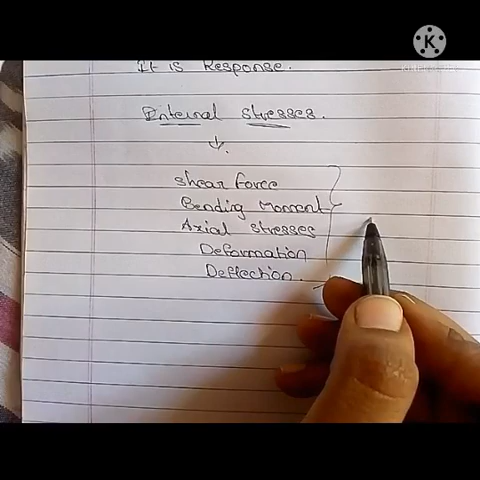 It is Response.
Internal stresses.
shear force
Bending Moment
Axial stresses
Deformation
Deflection.